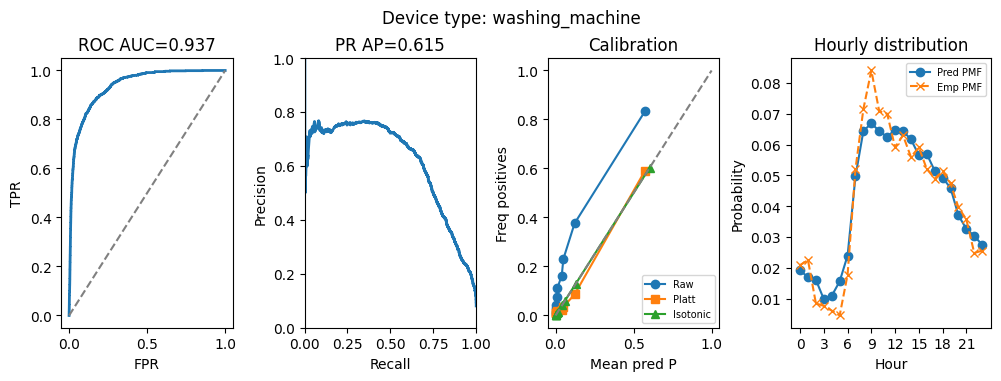 Device type: washing_machine
ROC AUC=0.937
TPR
1.0
0.8
0.6
0.4
0.2
0.0
0.0
0.5
1.0
FPR
PR AP=0.615
Precision
1.0
0.8
0.6
0.4
0.2
0.0
0.00
0.25
0.50
0.75
1.00
Recall
Calibration
Freq positives
1.0
0.8
0.6
0.4
0.2
0.0
Raw
Platt
Isotonic
0.0
0.5
1.0
Mean pred P
Hourly distribution
Probability
0.08
0.07
0.06
0.05
0.04
0.03
0.02
0.01
Pred PMF
Emp PMF
0
3
6
9
12
15
18
21
Hour